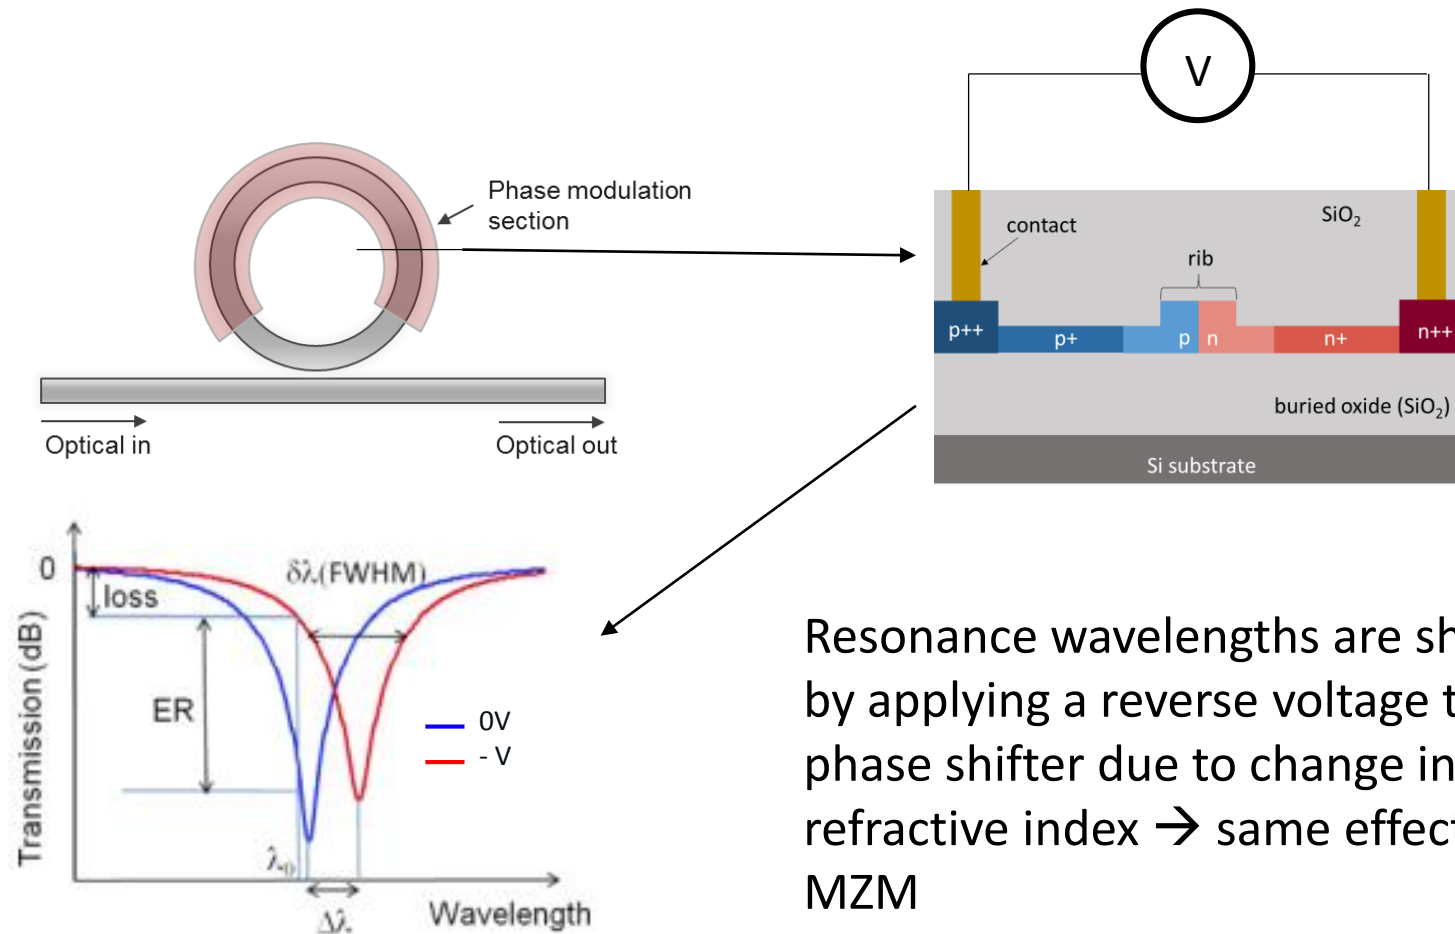 V
Phase modulation
section
contact
SiO2
rib
p++
p+
p
n
n+
n++
buried oxide (SiO2)
Si substrate
Optical in
Optical out
0
δλ(FWHM)
loss
ER
0V
- V
Transmission (dB)
Δλ
Wavelength
Resonance wavelengths are sh
by applying a reverse voltage t
phase shifter due to change in
refractive index → same effect
MZM